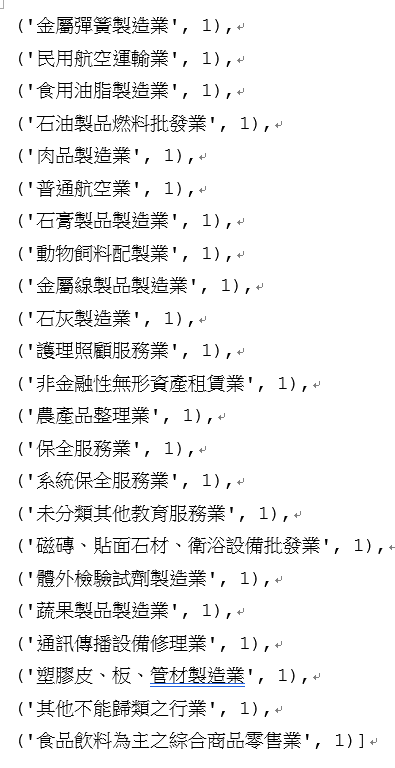 ('金屬彈簧製造業', 1),
('民用航空運輸業', 1),
('食用油脂製造業', 1),
('石油製品燃料批發業', 1),
('肉品製造業', 1),
('普通航空業', 1),
('石膏製品製造業', 1),
('動物飼料配製業', 1),
('金屬線製品製造業', 1),
('石灰製造業', 1),
('護理照顧服務業', 1),
('非金融性無形資產租賃業', 1),
('農產品整理業', 1),
('保全服務業', 1),
('系統保全服務業', 1),
('未分類其他教育服務業', 1),
('磁磚、貼面石材、衛浴設備批發業', 1),
('體外檢驗試劑製造業', 1),
('蔬果製品製造業', 1),
('通訊傳播設備修理業', 1),
('塑膠皮、板、管材製造業', 1),
('其他不能歸類之行業', 1),
('食品飲料為主之綜合商品零售業', 1)]